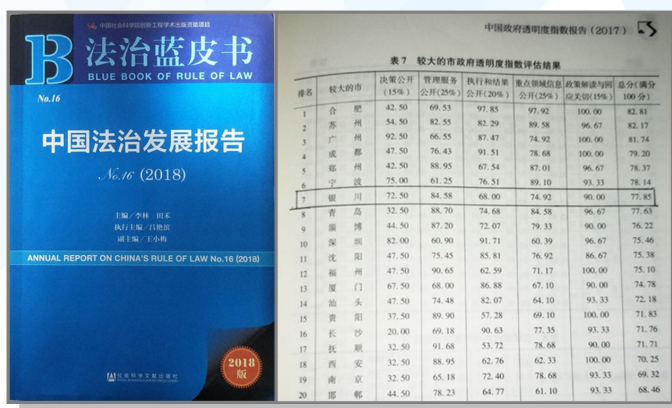 中国社会科学院创新工程学术出版资助项目
B 法治蓝皮书
BLUE BOOK OF RULE OF LAW
No.16
中国法治发展报告
No.16 (2018)
主编/李林 田禾
执行主编/吕艳滨
副主编/王小梅
ANNUAL REPORT ON CHINA'S RULE OF LAW No.16 (2018)
2018
版
社会科学文献出版社
中国政府透明度指数报告(2017)
表7 较大的市政府透明度指数评估结果
排名 较大的市 决策公开(15%) 管理服务公开(25%) 执行和结果公开(20%) 重点领域信息公开(25%) 政策解读与回应关切(15%) 总分(满分100分)
1 合肥 42.50 69.53 97.85 97.92 100.00 82.81
2 苏州 54.50 82.55 82.29 89.58 96.67 82.17
3 广州 92.50 66.55 87.47 74.92 100.00 81.74
4 成都 47.50 76.43 91.51 78.68 100.00 79.20
5 郑州 42.50 88.95 67.54 87.01 96.67 78.37
6 宁波 75.00 61.25 76.51 89.10 93.33 78.14
7 银川 72.50 84.58 68.00 74.92 90.00 77.85
8 青岛 32.50 88.70 74.68 84.58 96.67 77.63
9 淄博 44.50 87.20 72.07 79.33 90.00 76.22
10 深圳 82.00 60.90 91.71 60.39 96.67 75.46
11 沈阳 47.50 75.45 85.81 76.92 86.67 75.38
12 福州 47.50 90.65 62.59 71.17 100.00 75.10
13 厦门 67.50 68.00 86.88 67.10 90.00 74.78
14 汕头 47.50 74.48 82.07 64.10 93.33 72.18
15 贵阳 37.50 89.90 57.28 69.10 100.00 71.83
16 长沙 20.00 69.18 90.63 77.35 93.33 71.76
17 抚顺 32.50 91.68 53.72 78.68 90.00 71.71
18 西安 32.50 88.95 62.76 62.33 100.00 70.25
19 南京 32.50 65.18 72.40 78.68 93.33 69.32
20 邯郸 44.50 78.23 64.77 61.10 93.33 68.46